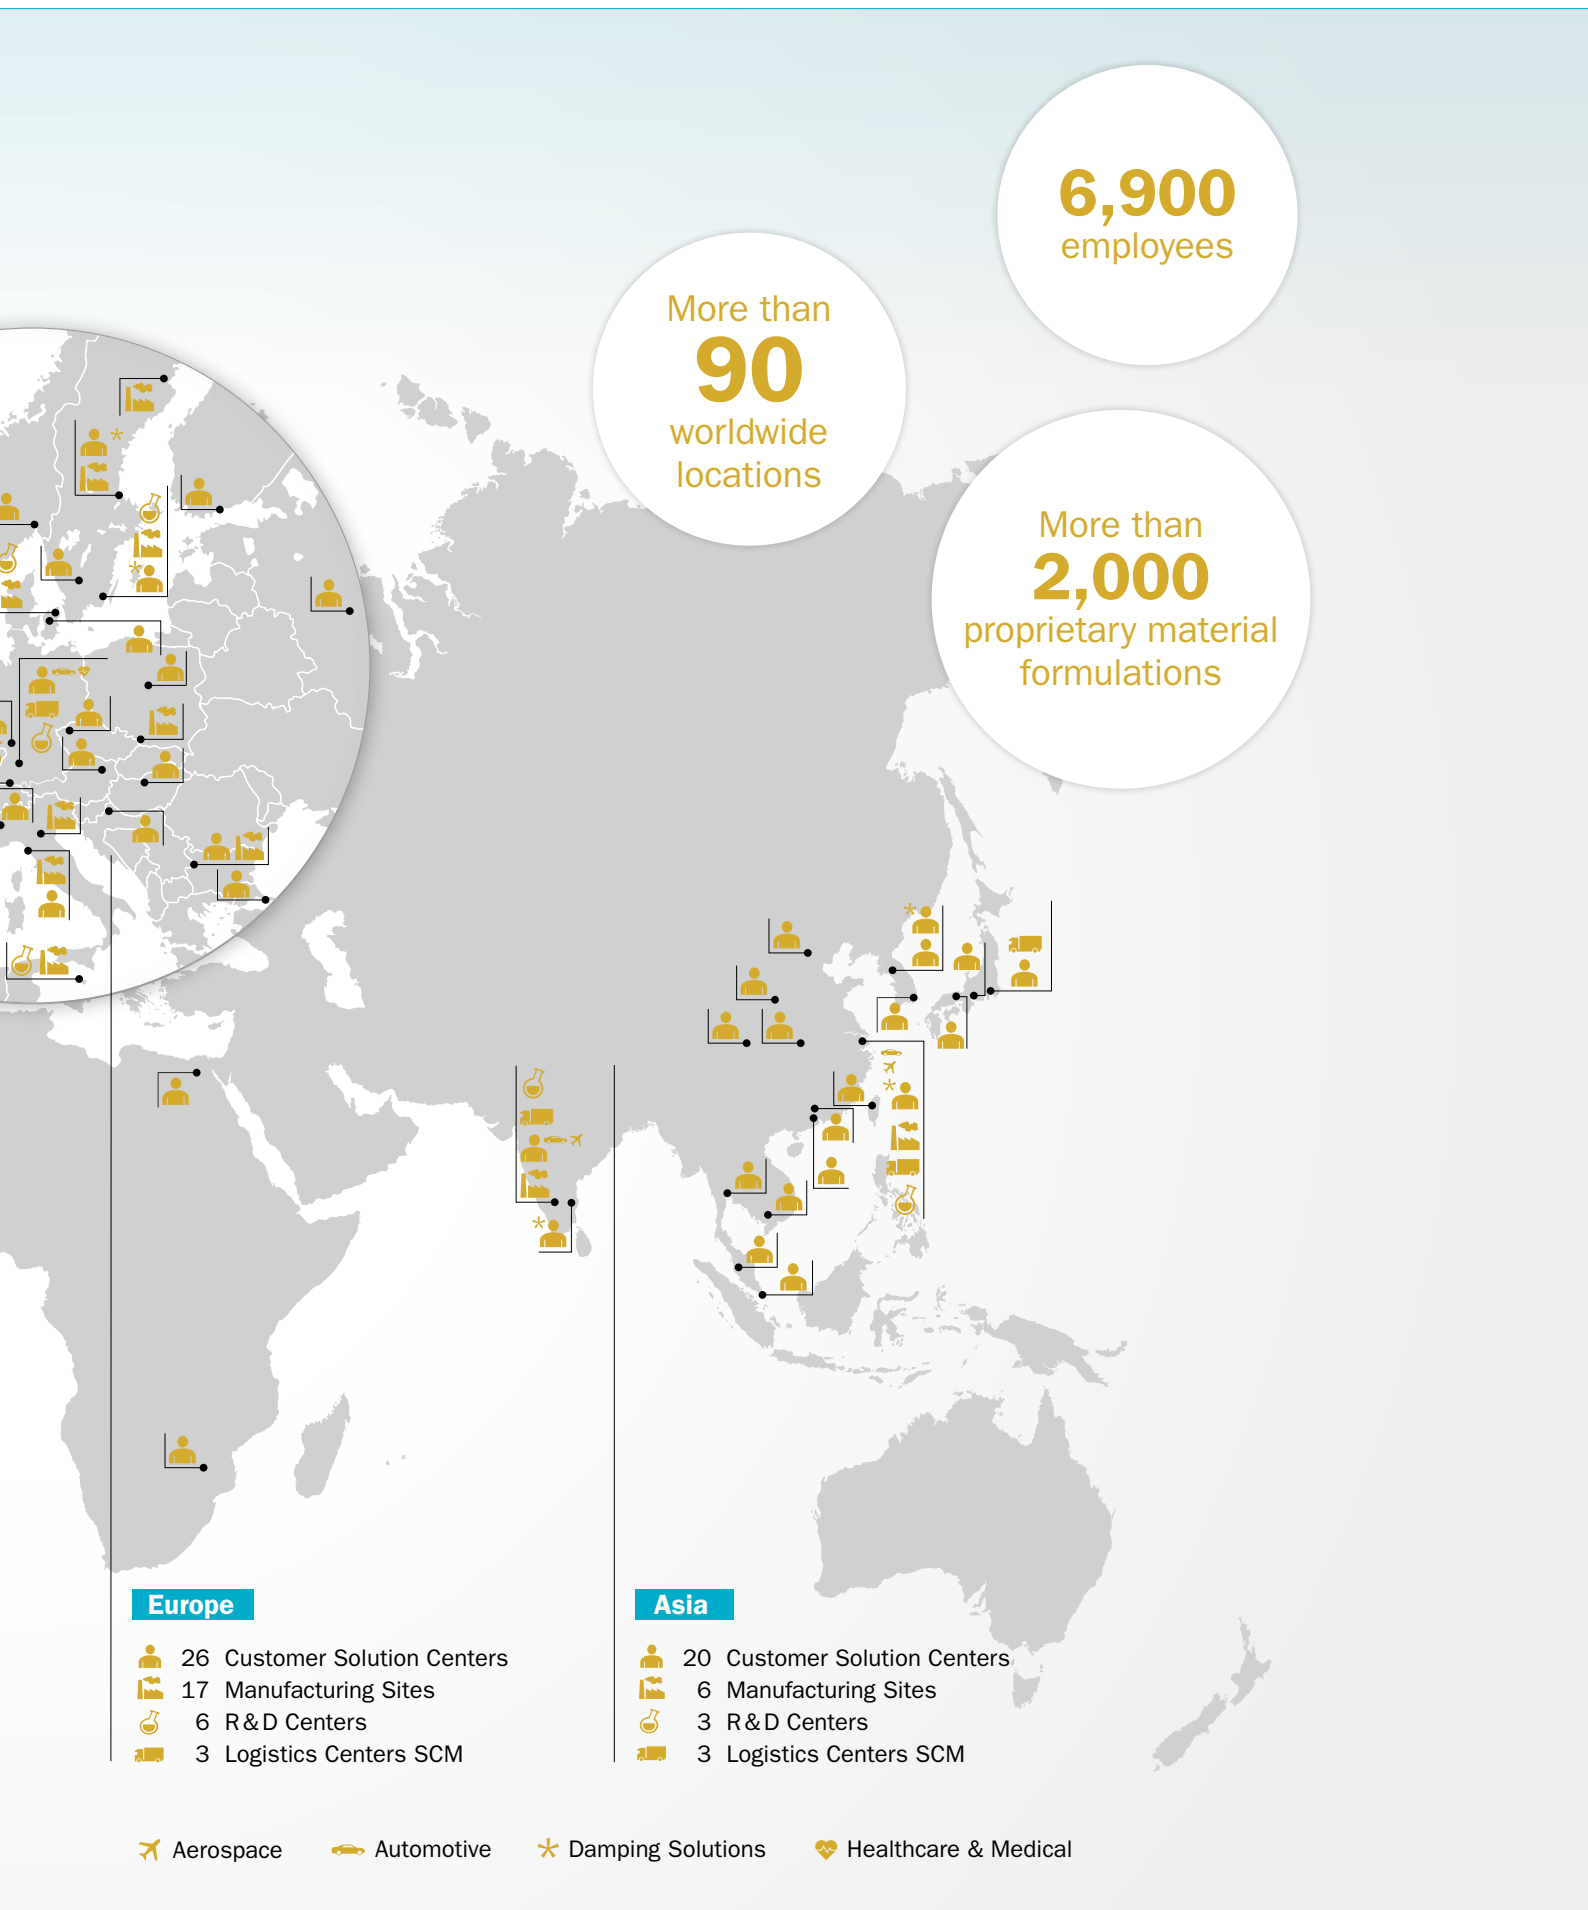 6,900
employees
More than
90
worldwide
locations
More than
2,000
proprietary material
formulations
Europe
26 Customer Solution Centers
17 Manufacturing Sites
6 R&D Centers
3 Logistics Centers SCM
Asia
20 Customer Solution Centers
6 Manufacturing Sites
3 R&D Centers
3 Logistics Centers SCM
Aerospace Automotive Damping Solutions Healthcare & Medical